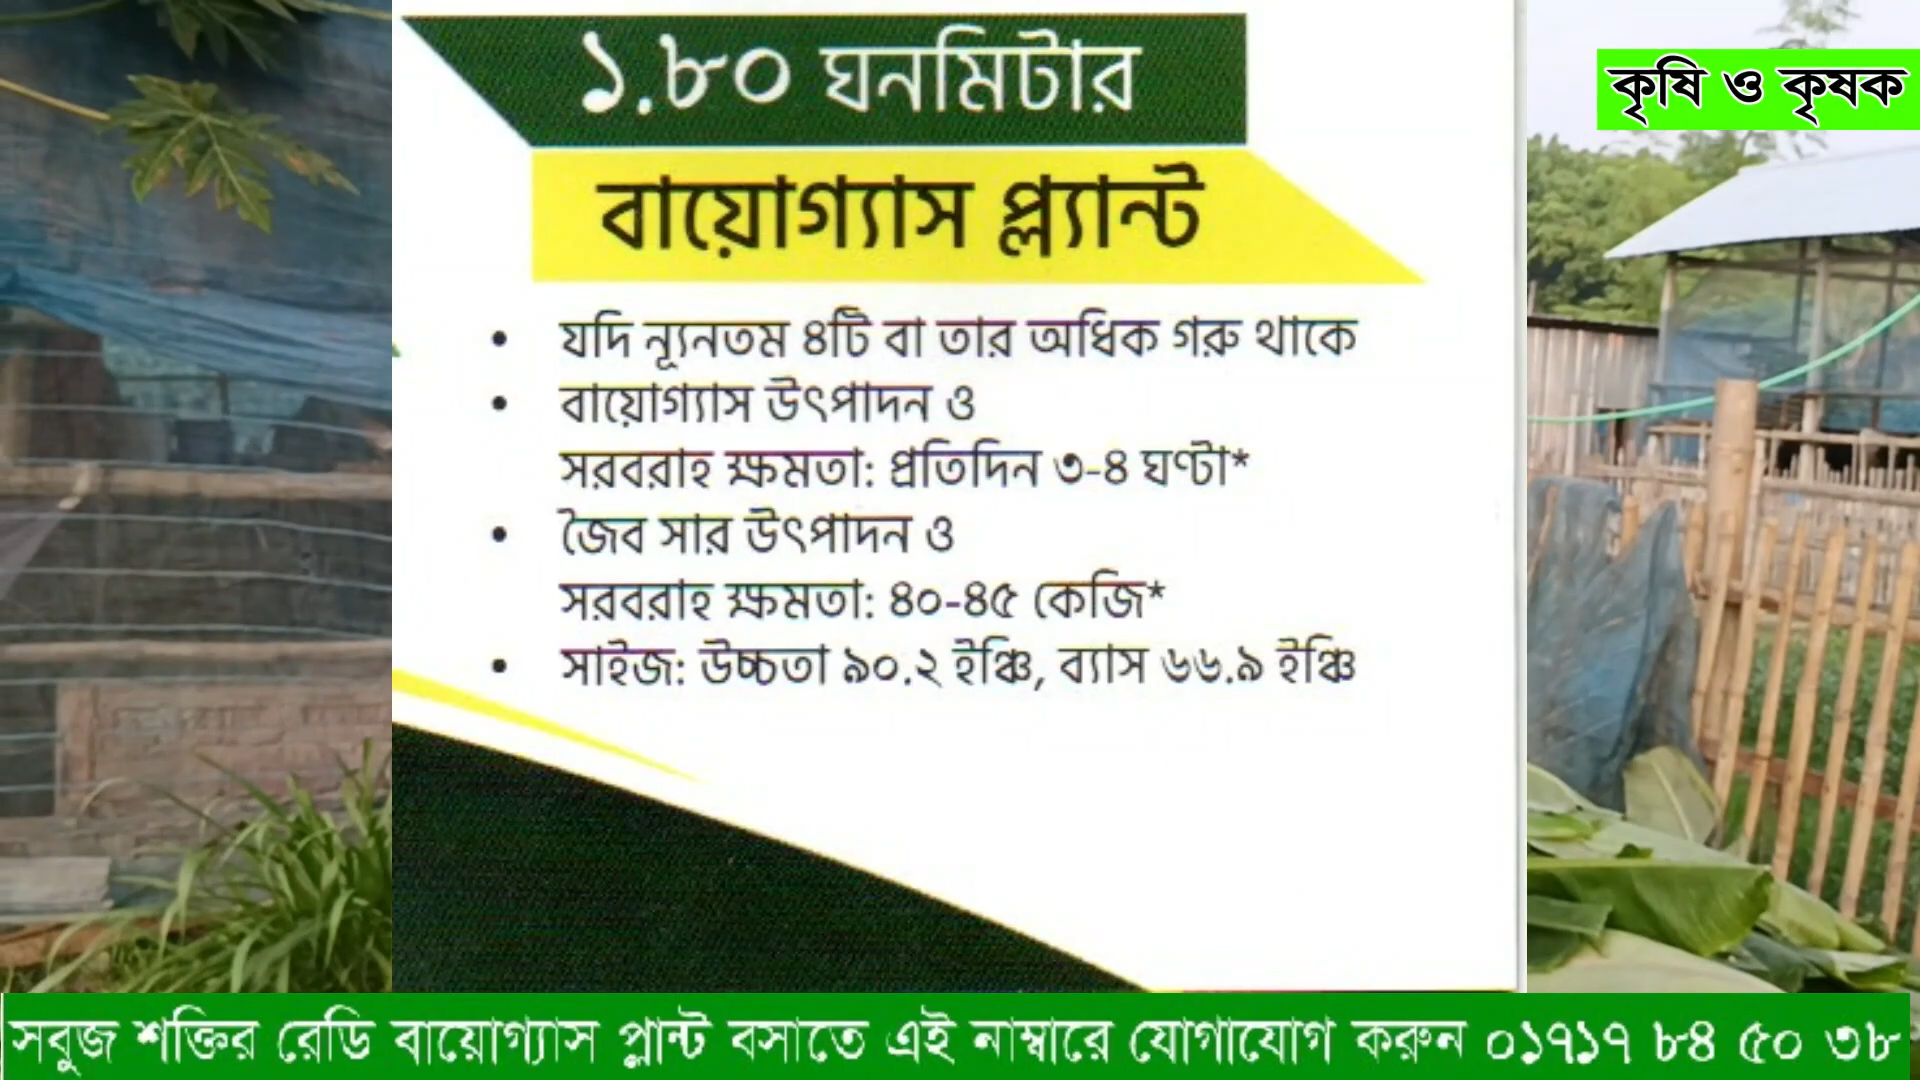 ১.৮০ ঘনমিটার
কৃষি ও কৃষক
বায়োগ্যাস প্ল্যান্ট
• যদি ন্যূনতম ৪টি বা তার অধিক গরু থাকে
• বায়োগ্যাস উৎপাদন ও
সরবরাহ ক্ষমতা: প্রতিদিন ৩-৪ ঘণ্টা*
• জৈব সার উৎপাদন ও
সরবরাহ ক্ষমতা: ৪০-৪৫ কেজি*
• সাইজ: উচ্চতা ৯০.২ ইঞ্চি, ব্যাস ৬৬.৯ ইঞ্চি
সবুজ শক্তির রেডি বায়োগ্যাস প্লান্ট বসাতে এই নাম্বারে যোগাযোগ করুন ০১৭১৭ ৮৪ ৫০ ৩৮